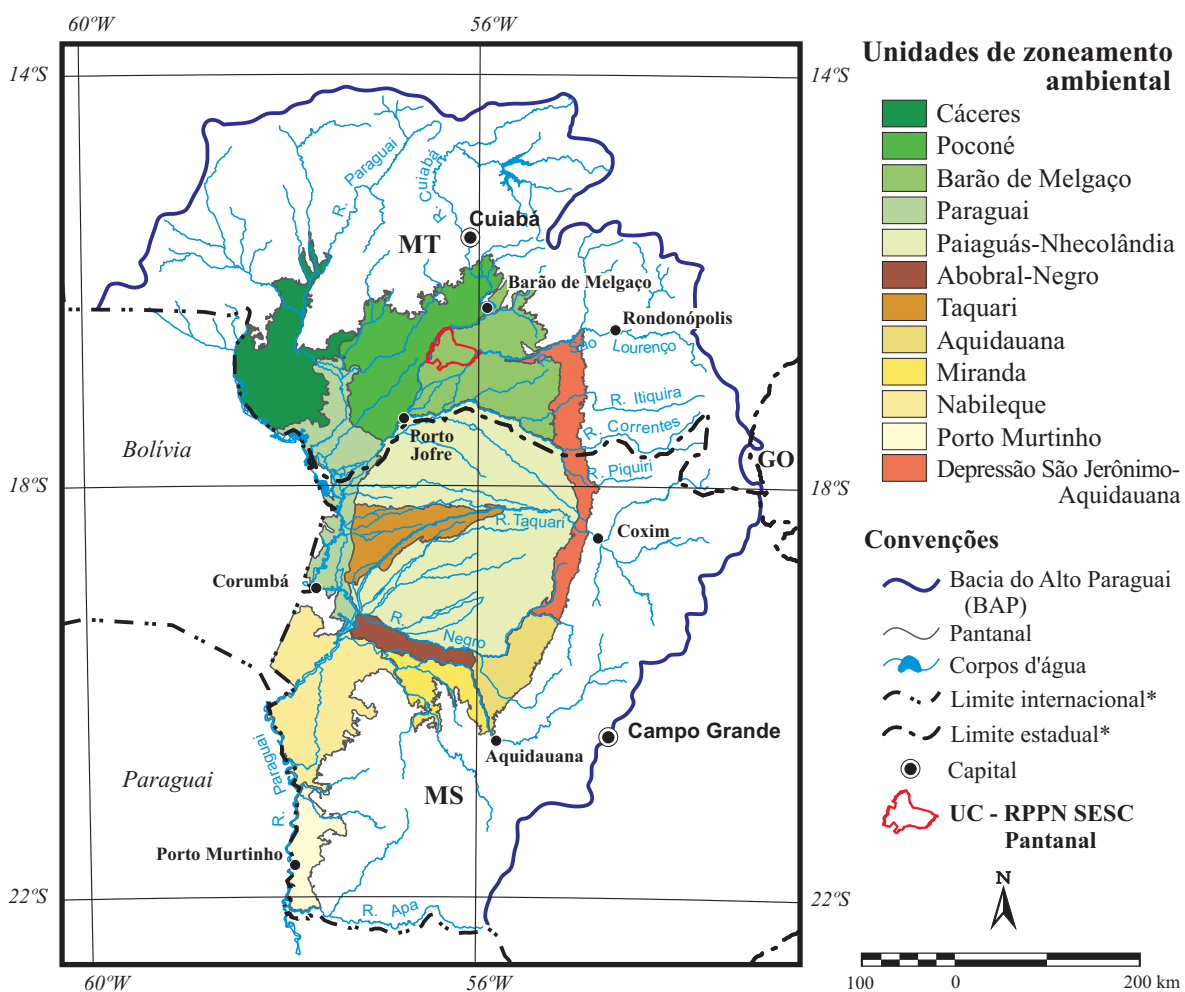 60ºW
56ºW
14ºS
14ºS
R. Paraguai
R. Cuiabá
Cuiabá
MT
Barão de Melgaço
Rondonópolis
São Lourenço
R. Itiquira
R. Correntes
Bolívia
Porto
Jofre
R. Piquiri
GO
18ºS
18ºS
R. Taquari
Coxim
Corumbá
R. Negro
Campo Grande
Aquidauana
R. Paraguai
Paraguai
MS
Porto Murtinho
R. Apa
22ºS
22ºS
60ºW
56ºW
Unidades de zoneamento
ambiental
Cáceres
Poconé
Barão de Melgaço
Paraguai
Paiaguás-Nhecolândia
Abobral-Negro
Taquari
Aquidauana
Miranda
Nabileque
Porto Murtinho
Depressão São Jerônimo-
Aquidauana
Convenções
Bacia do Alto Paraguai
(BAP)
Pantanal
Corpos d'água
Limite internacional*
Limite estadual*
Capital
UC - RPPN SESC
Pantanal
N
100 0 200 km